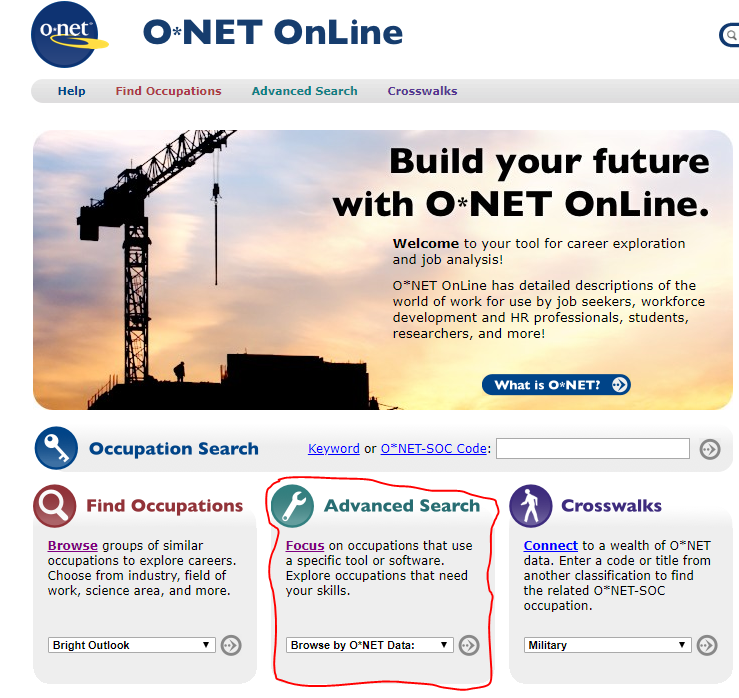 o·net®
O*NET OnLine
Help Find Occupations Advanced Search Crosswalks
Build your future
with O*NET OnLine.
Welcome to your tool for career exploration
and job analysis!
O*NET OnLine has detailed descriptions of the
world of work for use by job seekers, workforce
development and HR professionals, students,
researchers, and more!
What is O*NET?
Occupation Search
Keyword or O*NET-SOC Code:
Find Occupations
Browse groups of similar
occupations to explore careers.
Choose from industry, field of
work, science area, and more.
Bright Outlook
Advanced Search
Focus on occupations that use
a specific tool or software.
Explore occupations that need
your skills.
Browse by O*NET Data:
Crosswalks
Connect to a wealth of O*NET
data. Enter a code or title from
another classification to find
the related O*NET-SOC
occupation.
Military